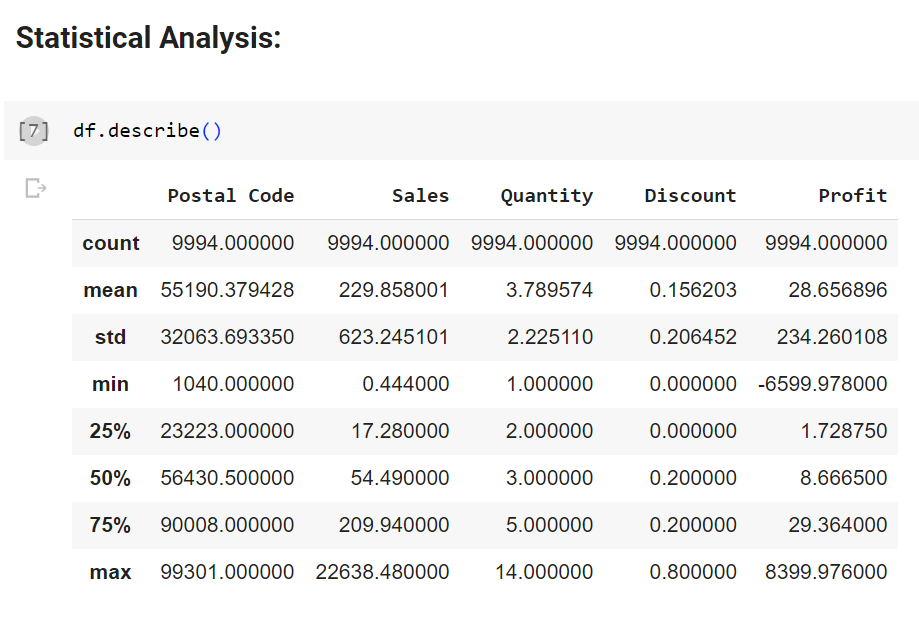 Statistical Analysis:
[7] df.describe()
Postal Code Sales Quantity Discount Profit
count 9994.000000 9994.000000 9994.000000 9994.000000 9994.000000
mean 55190.379428 229.858001 3.789574 0.156203 28.656896
std 32063.693350 623.245101 2.225110 0.206452 234.260108
min 1040.000000 0.444000 1.000000 0.000000 -6599.978000
25% 23223.000000 17.280000 2.000000 0.000000 1.728750
50% 56430.500000 54.490000 3.000000 0.200000 8.666500
75% 90008.000000 209.940000 5.000000 0.200000 29.364000
max 99301.000000 22638.480000 14.000000 0.800000 8399.976000